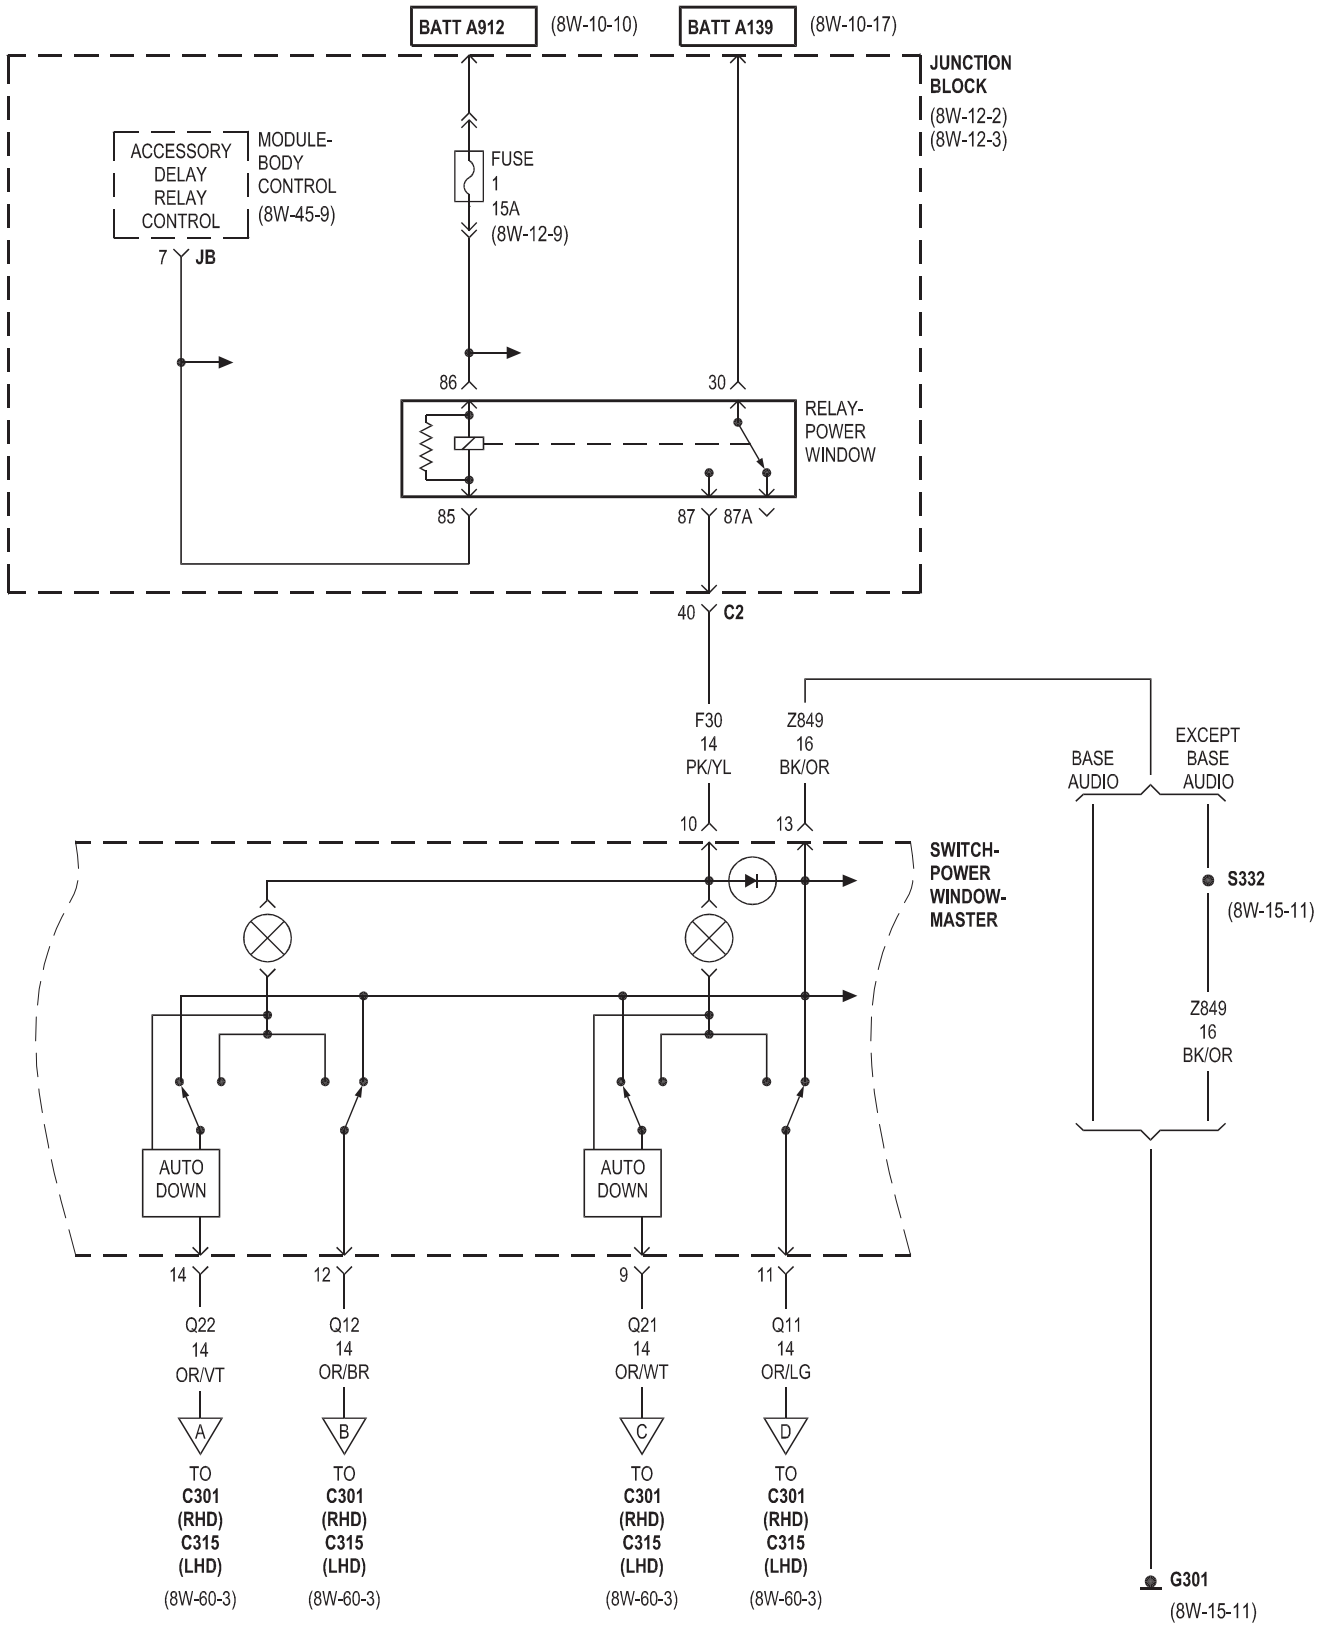 BATT A912
(8W-10-10)
BATT A139
(8W-10-17)
JUNCTION
BLOCK
(8W-12-2)
(8W-12-3)
ACCESSORY
DELAY
RELAY
CONTROL
MODULE-
BODY
CONTROL
(8W-45-9)
7
JB
FUSE
1
15A
(8W-12-9)
86
30
RELAY-
POWER
WINDOW
85
87
87A
40
C2
F30
14
PK/YL
Z849
16
BK/OR
BASE
AUDIO
EXCEPT
BASE
AUDIO
10
13
SWITCH-
POWER
WINDOW-
MASTER
S332
(8W-15-11)
Z849
16
BK/OR
AUTO
DOWN
AUTO
DOWN
14
12
9
11
Q22
14
OR/VT
A
TO
C301
(RHD)
C315
(LHD)
(8W-60-3)
Q12
14
OR/BR
B
TO
C301
(RHD)
C315
(LHD)
(8W-60-3)
Q21
14
OR/WT
C
TO
C301
(RHD)
C315
(LHD)
(8W-60-3)
Q11
14
OR/LG
D
TO
C301
(RHD)
C315
(LHD)
(8W-60-3)
G301
(8W-15-11)